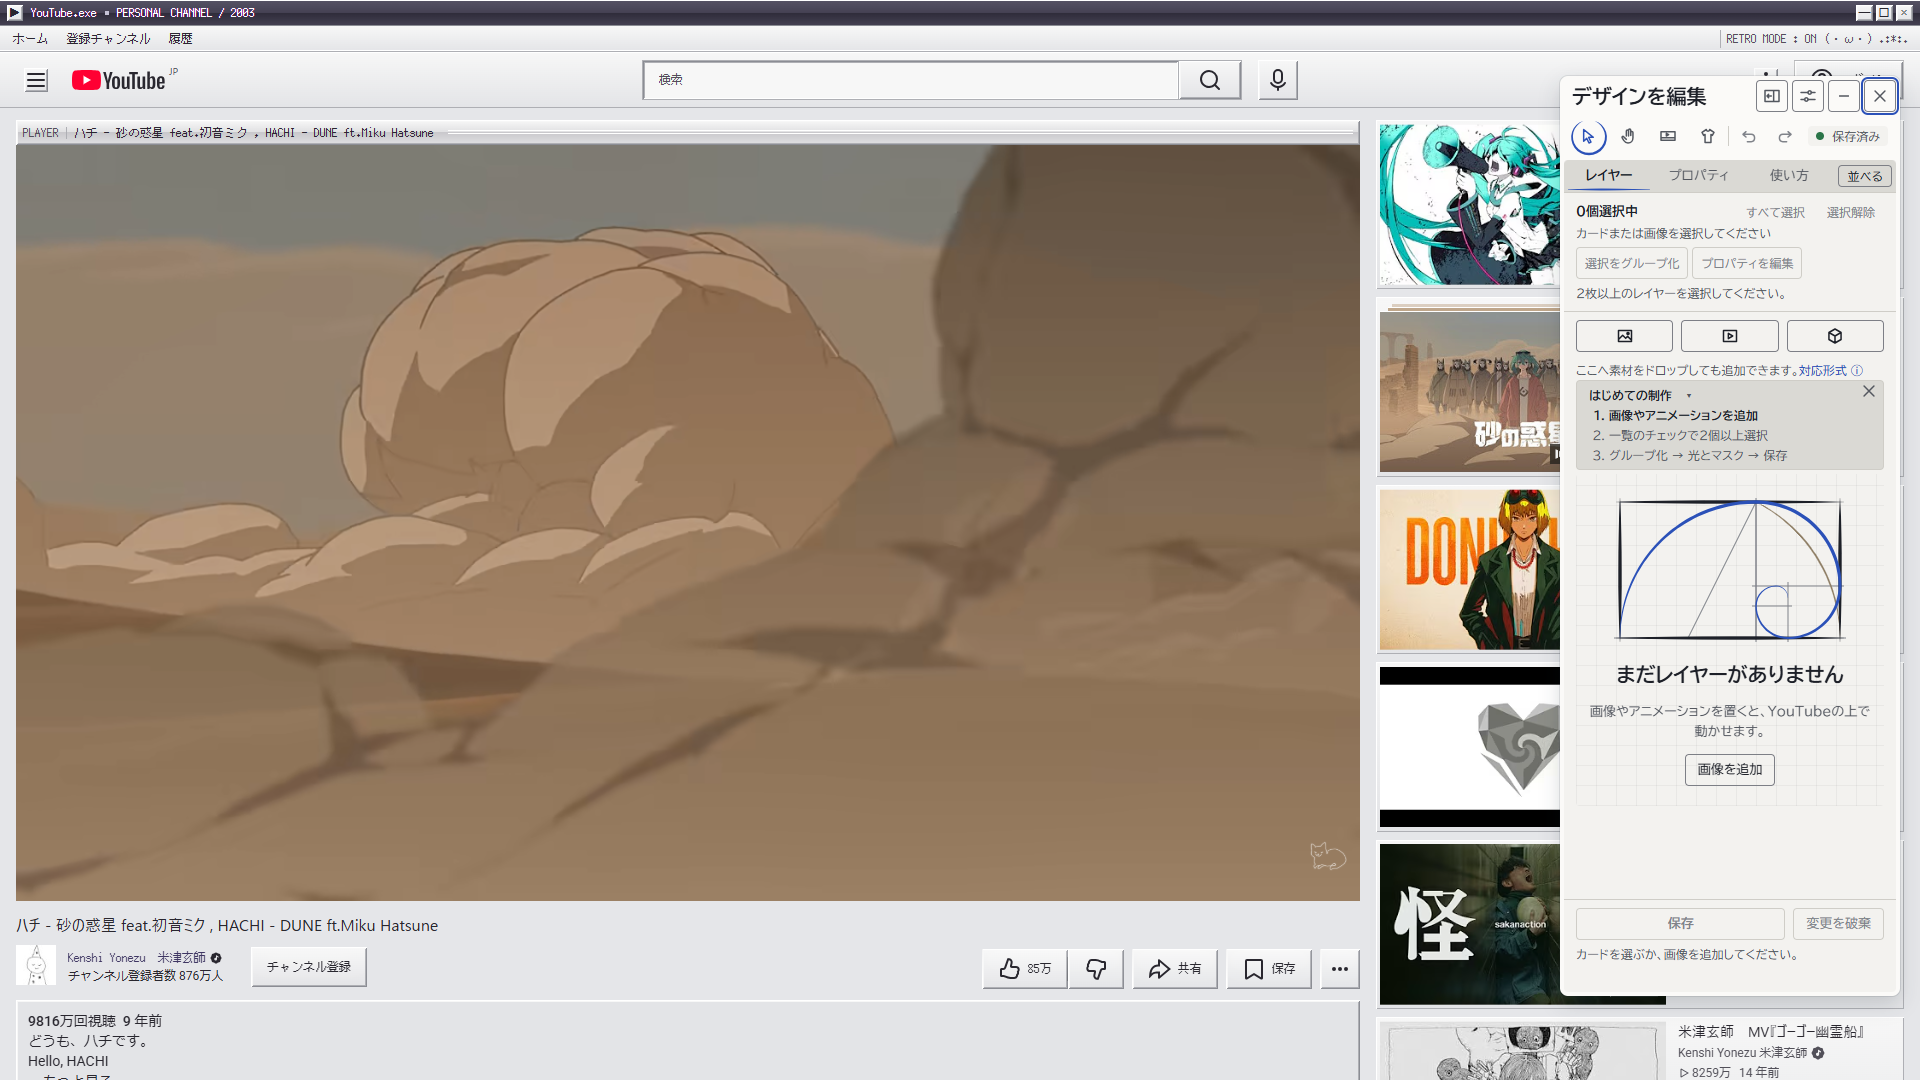 YouTube.exe ▪ PERSONAL CHANNEL / 2003
ホーム 登録チャンネル 履歴
RETRO MODE : ON (・ω・) .:*:.
YouTube JP
検索
PLAYER ハチ - 砂の惑星 feat.初音ミク , HACHI - DUNE ft.Miku Hatsune
砂の惑星
怪
sakanaction
ハチ - 砂の惑星 feat.初音ミク , HACHI - DUNE ft.Miku Hatsune
Kenshi Yonezu 米津玄師
チャンネル登録者数 876万人
チャンネル登録
85万
共有
保存
9816万回視聴 9 年前
どうも、ハチです。
Hello, HACHI
米津玄師 MV『ゴーゴー幽霊船』
Kenshi Yonezu 米津玄師
8259万 14 年前
デザインを編集
保存済み
レイヤー プロパティ 使い方 並べる
0個選択中 すべて選択 選択解除
カードまたは画像を選択してください
選択をグループ化 プロパティを編集
2枚以上のレイヤーを選択してください。
ここへ素材をドロップしても追加できます。対応形式 ⓘ
はじめての制作 ▾
1. 画像やアニメーションを追加
2. 一覧のチェックで2個以上選択
3. グループ化 → 光とマスク → 保存
まだレイヤーがありません
画像やアニメーションを置くと、YouTubeの上で
動かせます。
画像を追加
保存 変更を破棄
カードを選ぶか、画像を追加してください。